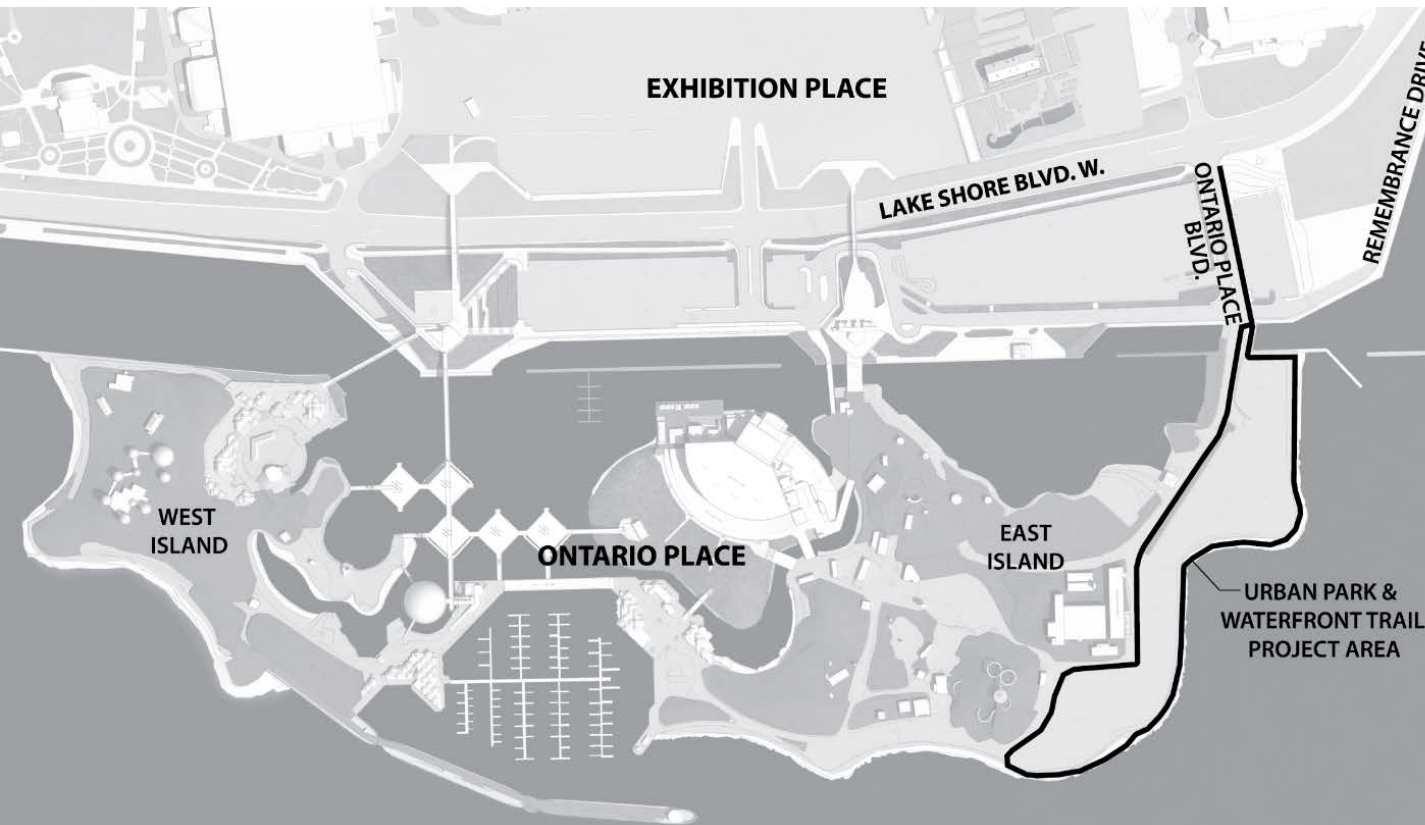 EXHIBITION PLACE
REMEMBRANCE DRIVE
LAKE SHORE BLVD. W.
ONTARIO PLACE
BLVD.
WEST
ISLAND
ONTARIO PLACE
EAST
ISLAND
URBAN PARK &
WATERFRONT TRAIL
PROJECT AREA